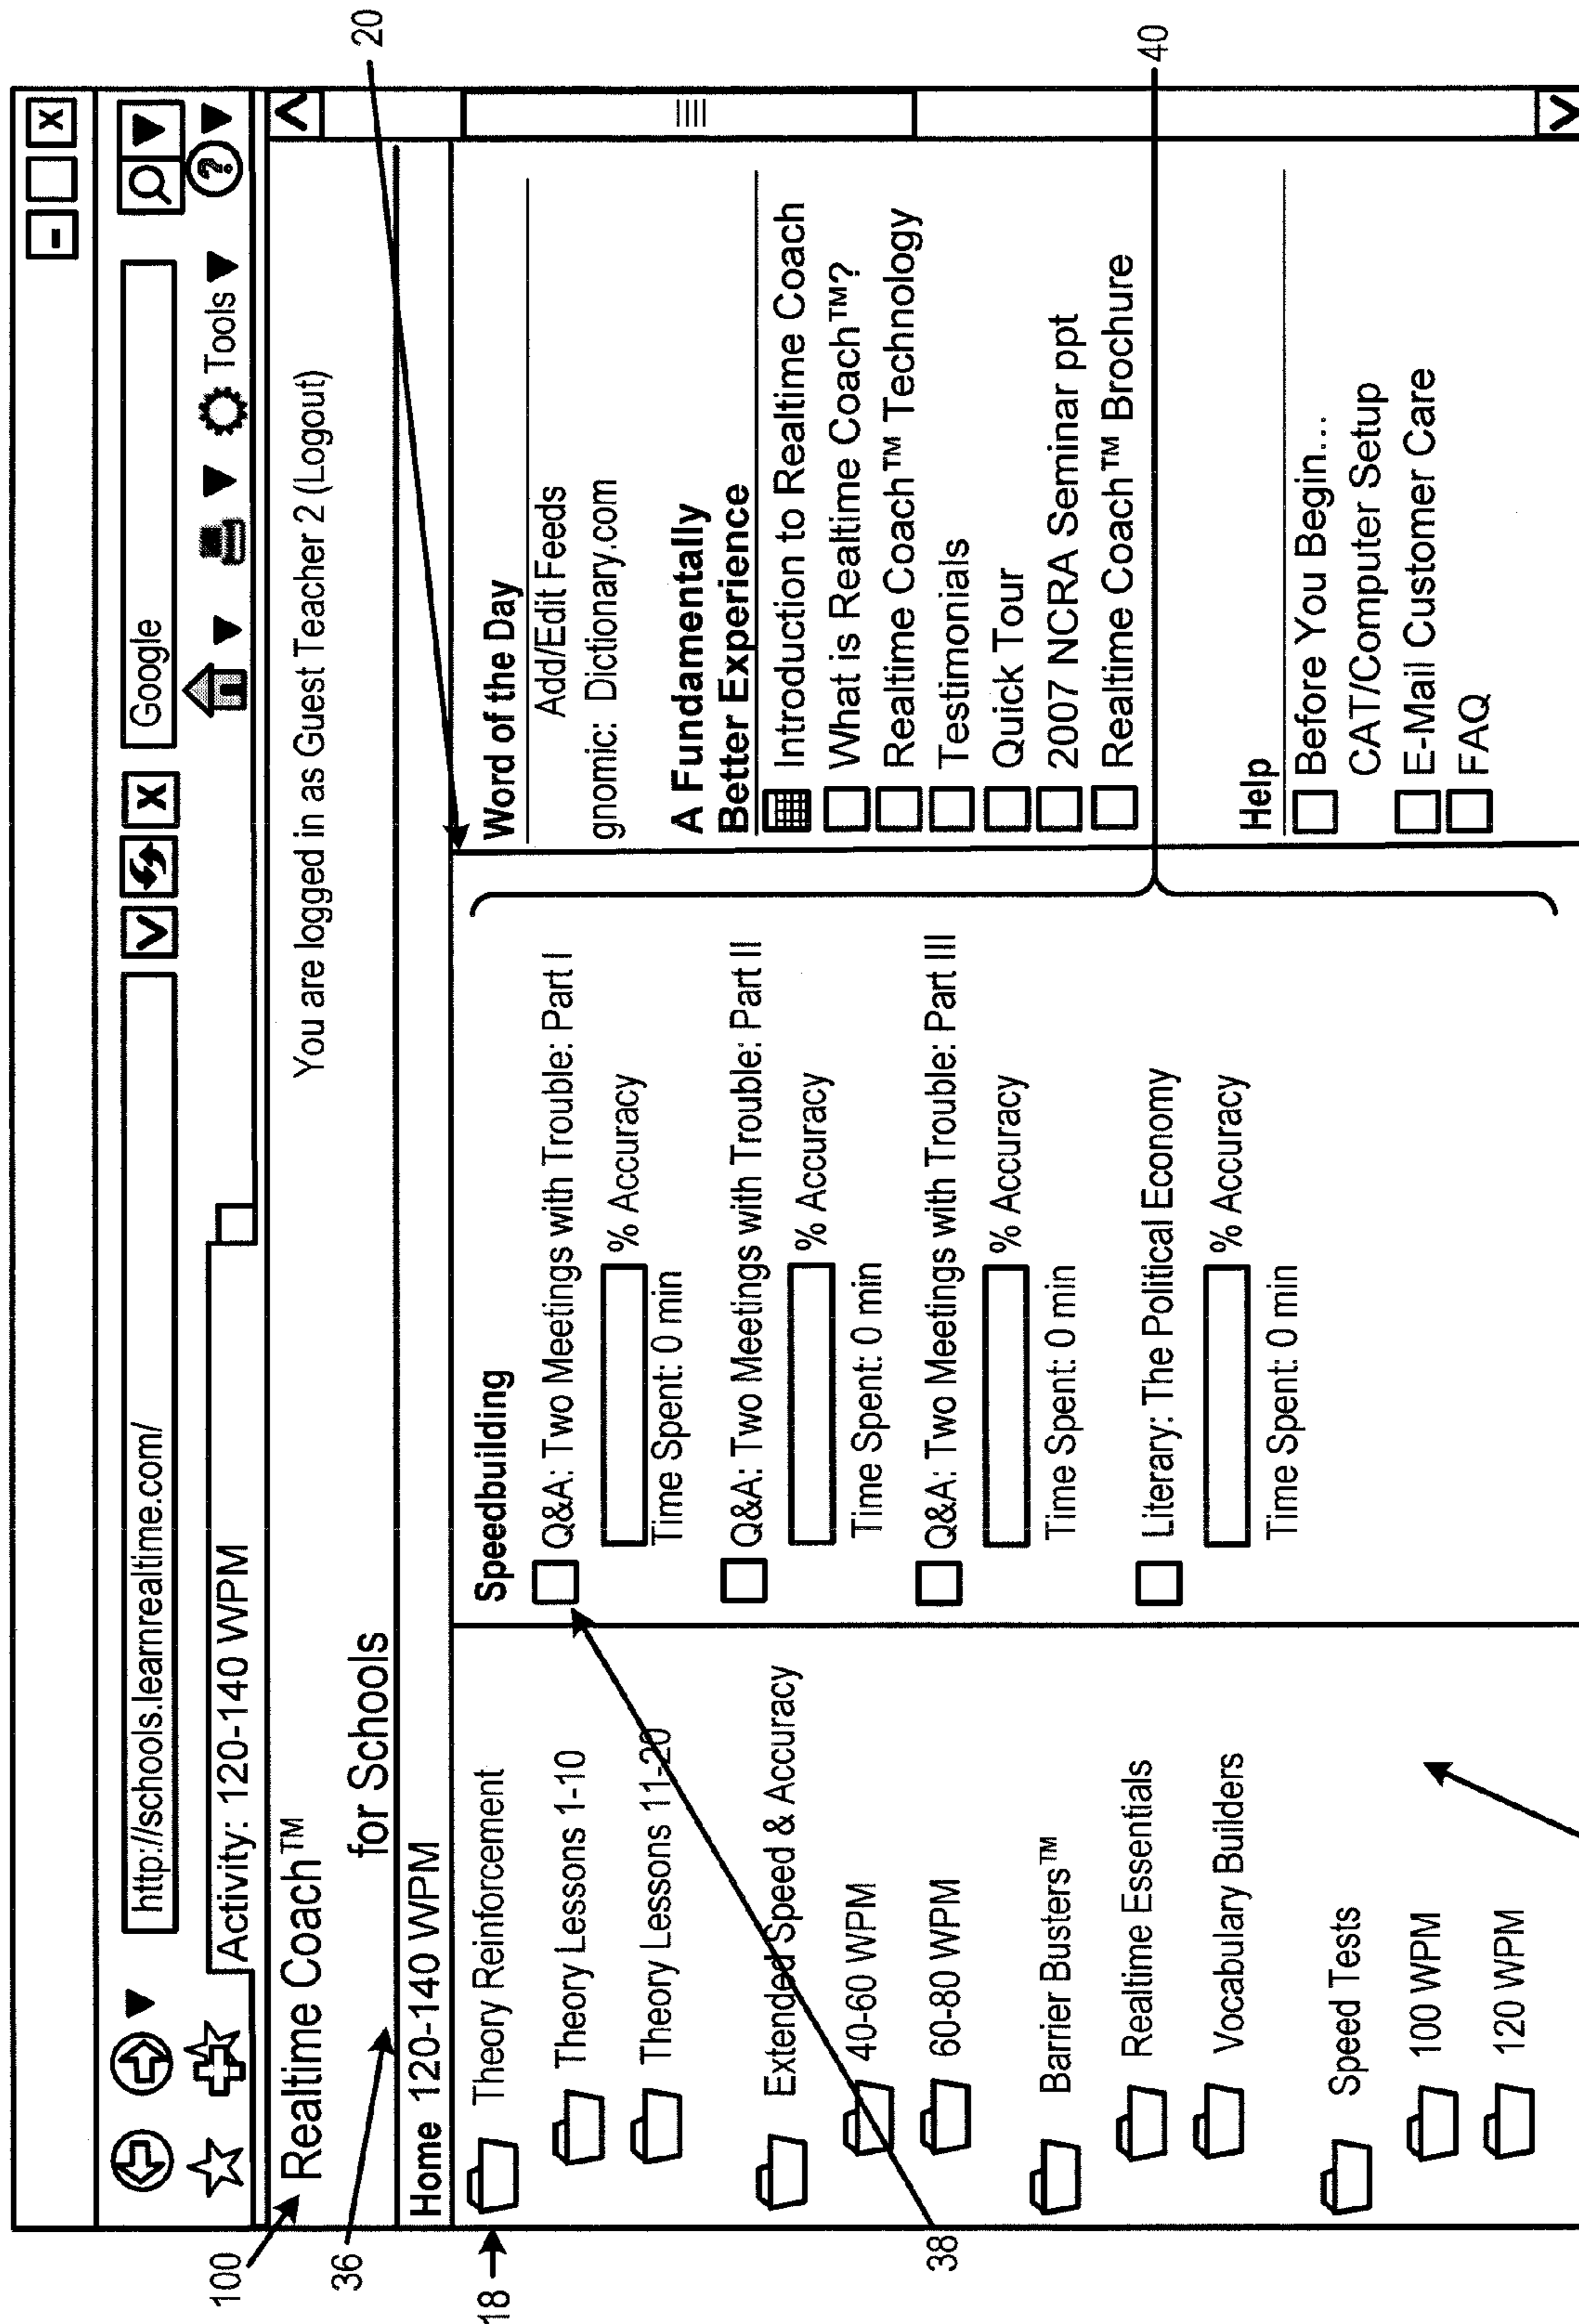 http://schools.learnrealtime.com/
Google
Activity: 120-140 WPM
Tools
?
Realtime Coach™
for Schools
You are logged in as Guest Teacher 2 (Logout)
Home 120-140 WPM
Theory Reinforcement
Theory Lessons 1-10
Theory Lessons 11-20
Extended Speed & Accuracy
40-60 WPM
60-80 WPM
Barrier Busters™
Realtime Essentials
Vocabulary Builders
Speed Tests
100 WPM
120 WPM
Speedbuilding
Q&A: Two Meetings with Trouble: Part I
% Accuracy
Time Spent: 0 min
Q&A: Two Meetings with Trouble: Part II
% Accuracy
Time Spent: 0 min
Q&A: Two Meetings with Trouble: Part III
% Accuracy
Time Spent: 0 min
Literary: The Political Economy
% Accuracy
Time Spent: 0 min
Word of the Day
Add/Edit Feeds
gnomic: Dictionary.com
A Fundamentally
Better Experience
Introduction to Realtime Coach
What is Realtime Coach™?
Realtime Coach™ Technology
Testimonials
Quick Tour
2007 NCRA Seminar ppt
Realtime Coach™ Brochure
Help
Before You Begin...
CAT/Computer Setup
E-Mail Customer Care
FAQ
100
36
18
38
20
40